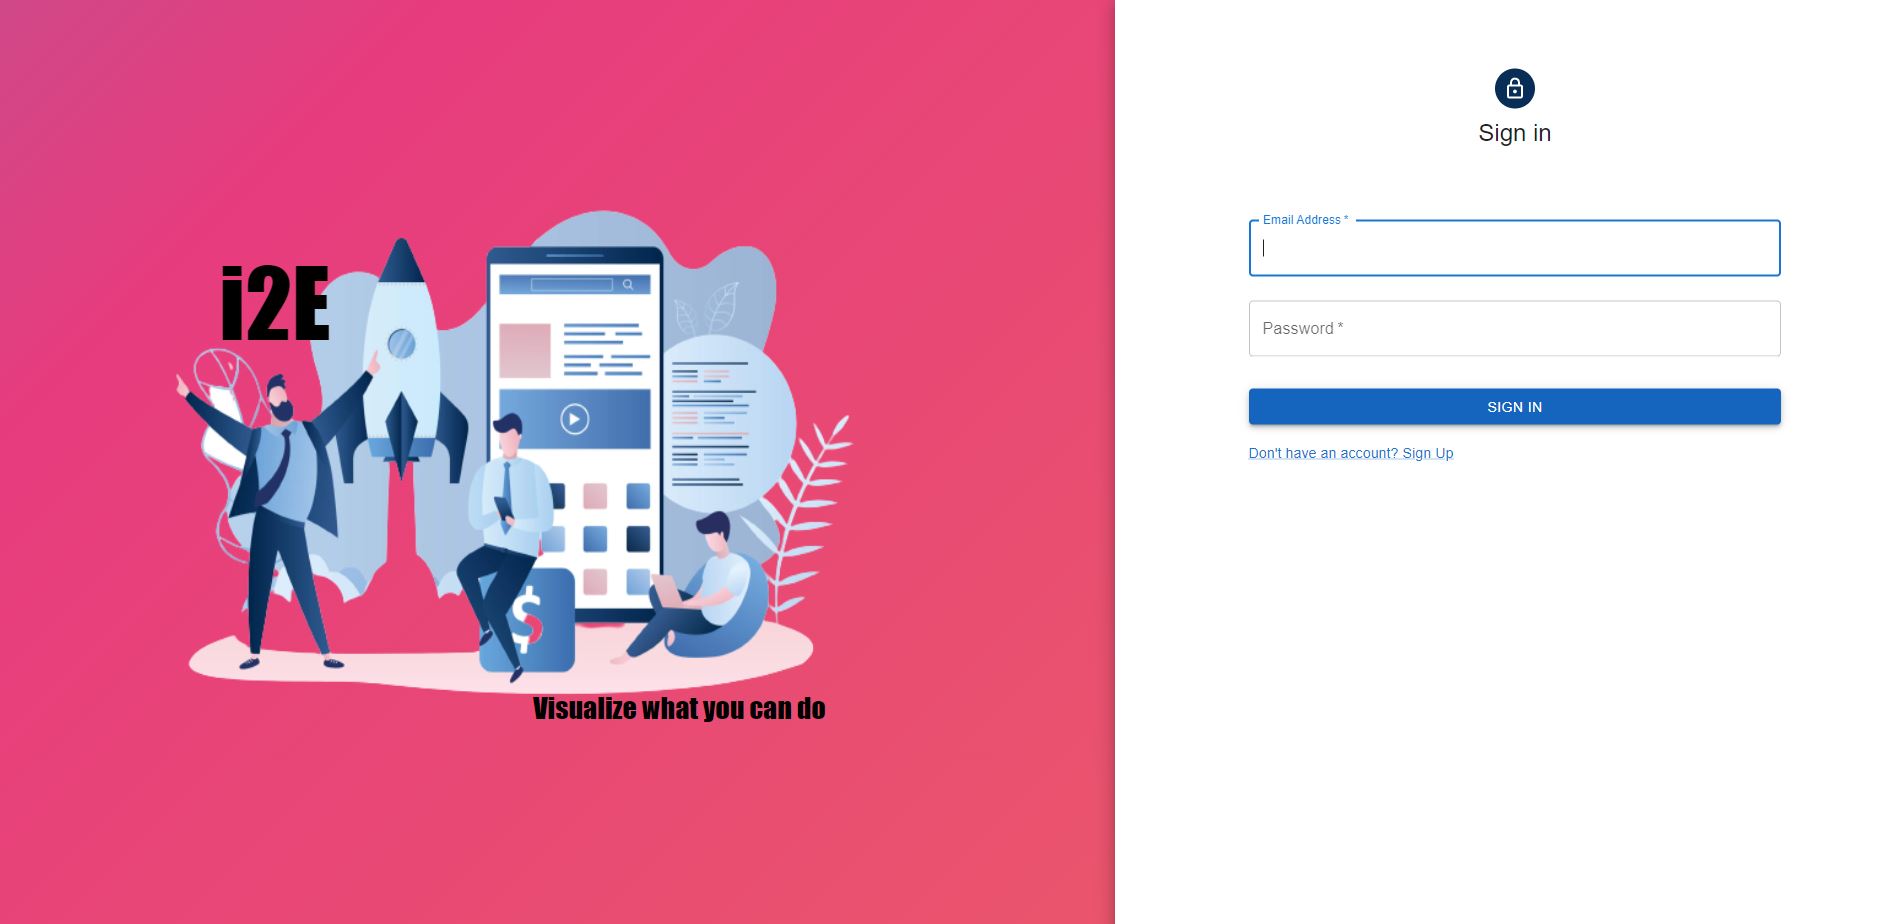 i2E
Visualize what you can do
Sign in
Email Address *
Password *
SIGN IN
Don't have an account? Sign Up